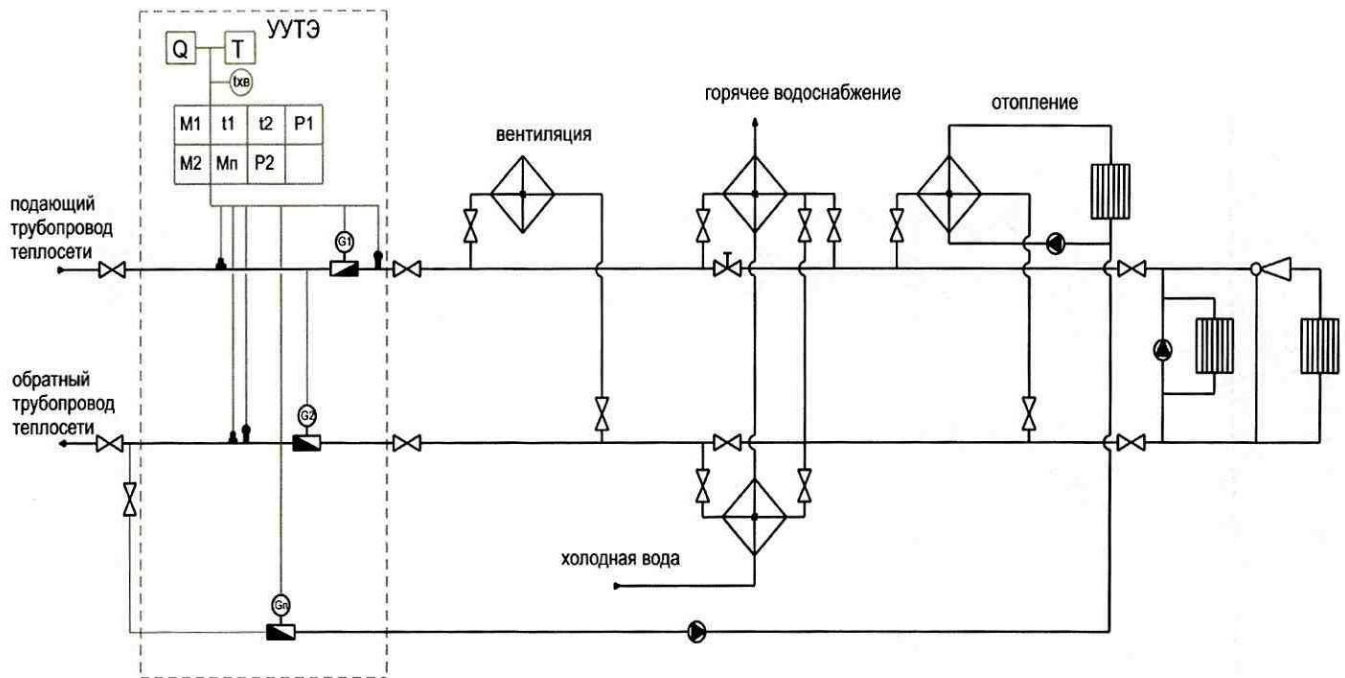 УУТЭ
Q T
tхв
M1 t1 t2 P1
M2 Mп P2
вентиляция
горячее водоснабжение
отопление
подающий
трубопровод
теплосети
G1
обратный
трубопровод
теплосети
G2
холодная вода
Gп